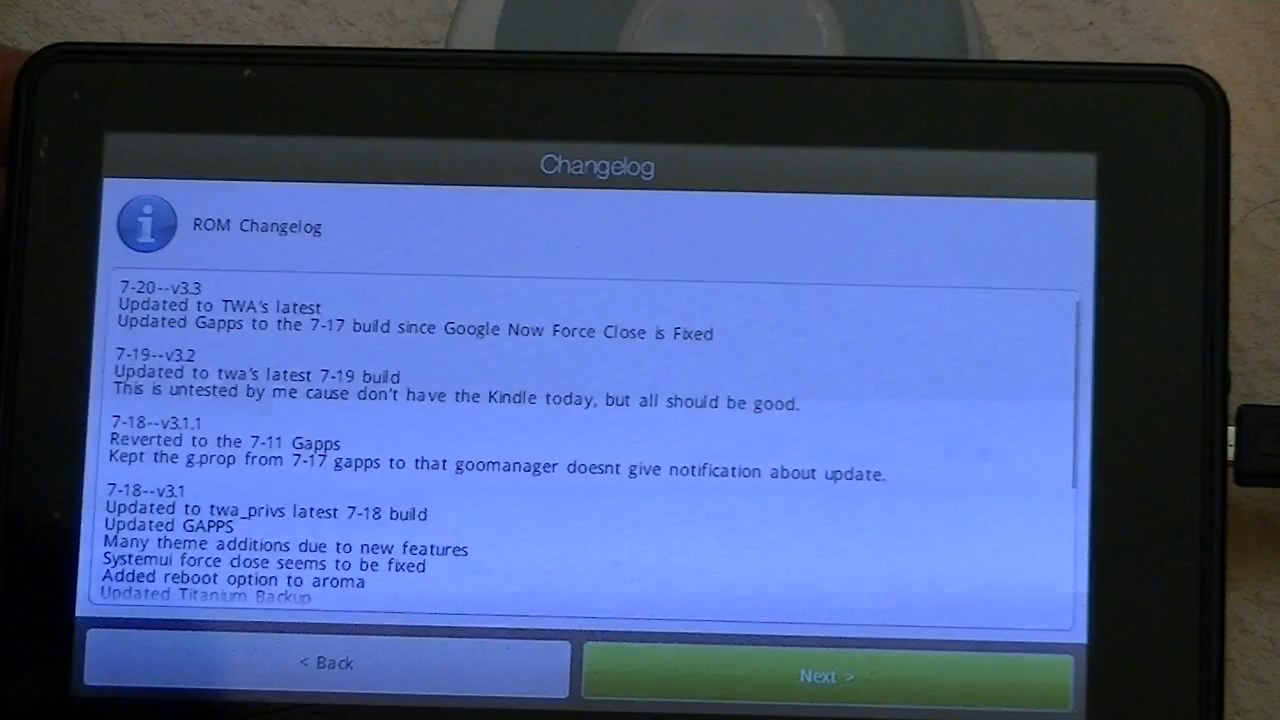 Changelog
i
ROM Changelog
7-20--v3.3
Updated to TWA's latest
Updated Gapps to the 7-17 build since Google Now Force Close is Fixed
7-19--v3.2
Updated to twa's latest 7-19 build
This is untested by me cause don't have the Kindle today, but all should be good.
7-18--v3.1.1
Reverted to the 7-11 Gapps
Kept the g.prop from 7-17 gapps to that goomanager doesnt give notification about update.
7-18--v3.1
Updated to twa_privs latest 7-18 build
Updated GAPPS
Many theme additions due to new features
Systemui force close seems to be fixed
Added reboot option to aroma
Updated Titanium Backup
< Back
Next >